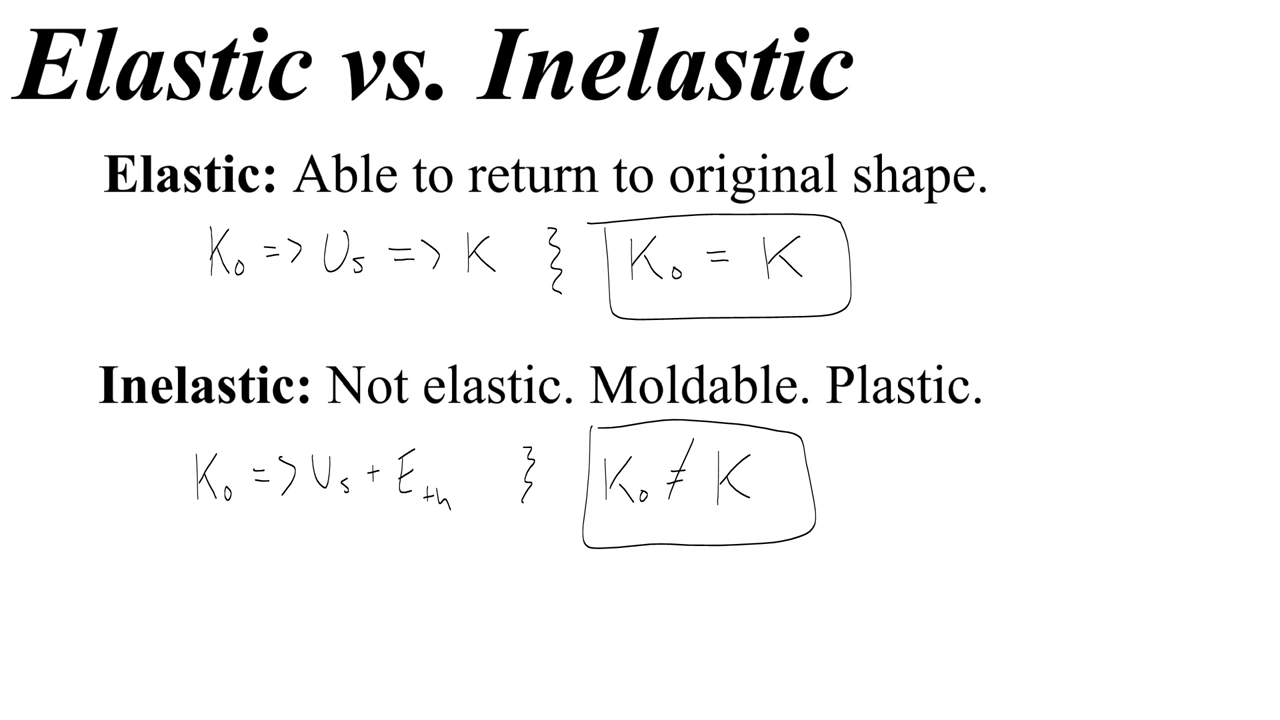 Elastic vs. Inelastic
Elastic: Able to return to original shape.
K₀ => Uₛ => K } K₀ = K
Inelastic: Not elastic. Moldable. Plastic.
K₀ => Uₛ + Eₜₕ } K₀ ≠ K